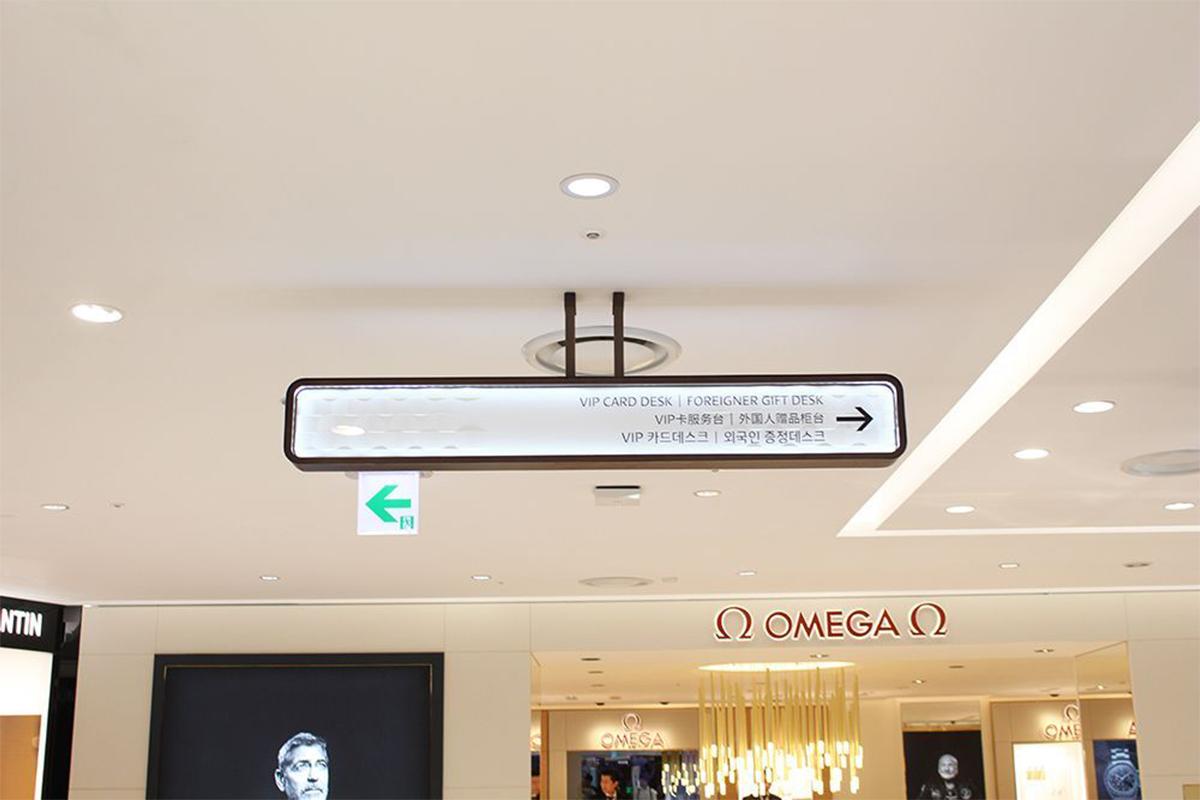 VIP CARD DESK | FOREIGNER GIFT DESK
VIP卡服务台 | 外国人赠品柜台
VIP 카드데스크 | 외국인 증정데스크
NTIN
Ω OMEGA Ω
Ω
OMEGA
Ω